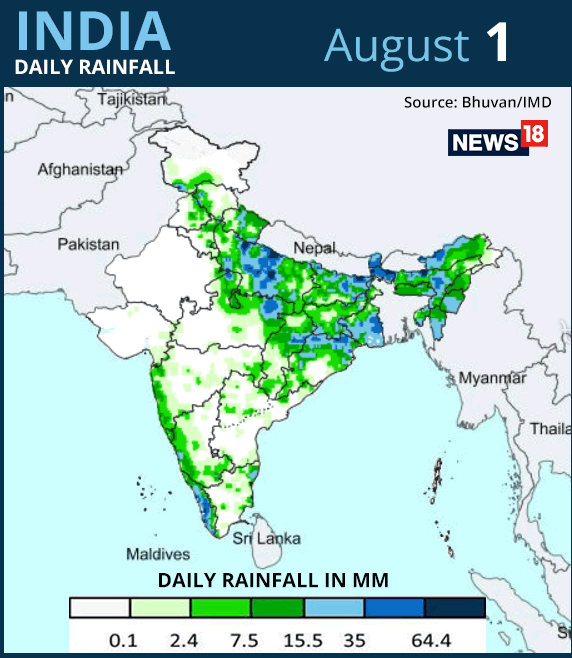 INDIA
DAILY RAINFALL
August 1
Source: Bhuvan/IMD
NEWS18
Tajikistan
Afghanistan
Pakistan
Nepal
Myanmar
Thaila
Sri Lanka
Maldives
DAILY RAINFALL IN MM
0.1 2.4 7.5 15.5 35 64.4